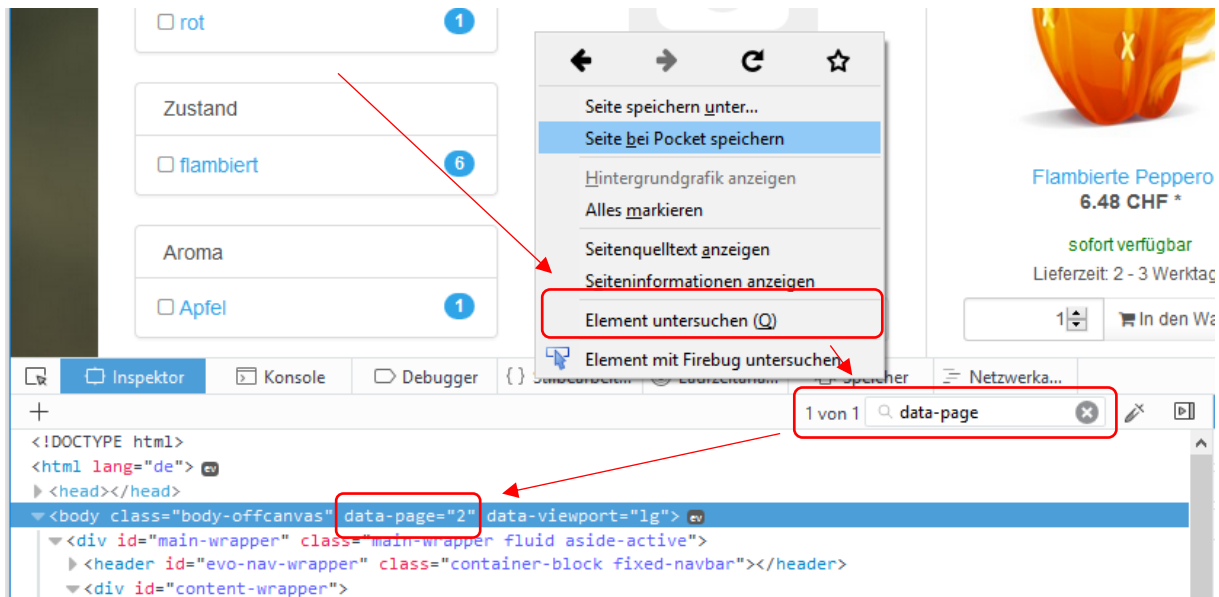 rot 1
Zustand
flambiert 6
Aroma
Apfel 1
Seite speichern unter...
Seite bei Pocket speichern
Hintergrundgrafik anzeigen
Alles markieren
Seitenquelltext anzeigen
Seiteninformationen anzeigen
Element untersuchen (Q)
Element mit Firebug untersuchen
Flambierte Peppero
6.48 CHF *
sofort verfügbar
Lieferzeit: 2 - 3 Werktag
1 In den Wa
Inspektor Konsole Debugger { } Netzwerka...
+ 1 von 1 data-page
<!DOCTYPE html>
<html lang="de"> ev
<head></head>
<body class="body-offcanvas" data-page="2" data-viewport="lg"> ev
<div id="main-wrapper" class="main-wrapper fluid aside-active">
<header id="evo-nav-wrapper" class="container-block fixed-navbar"></header>
<div id="content-wrapper">